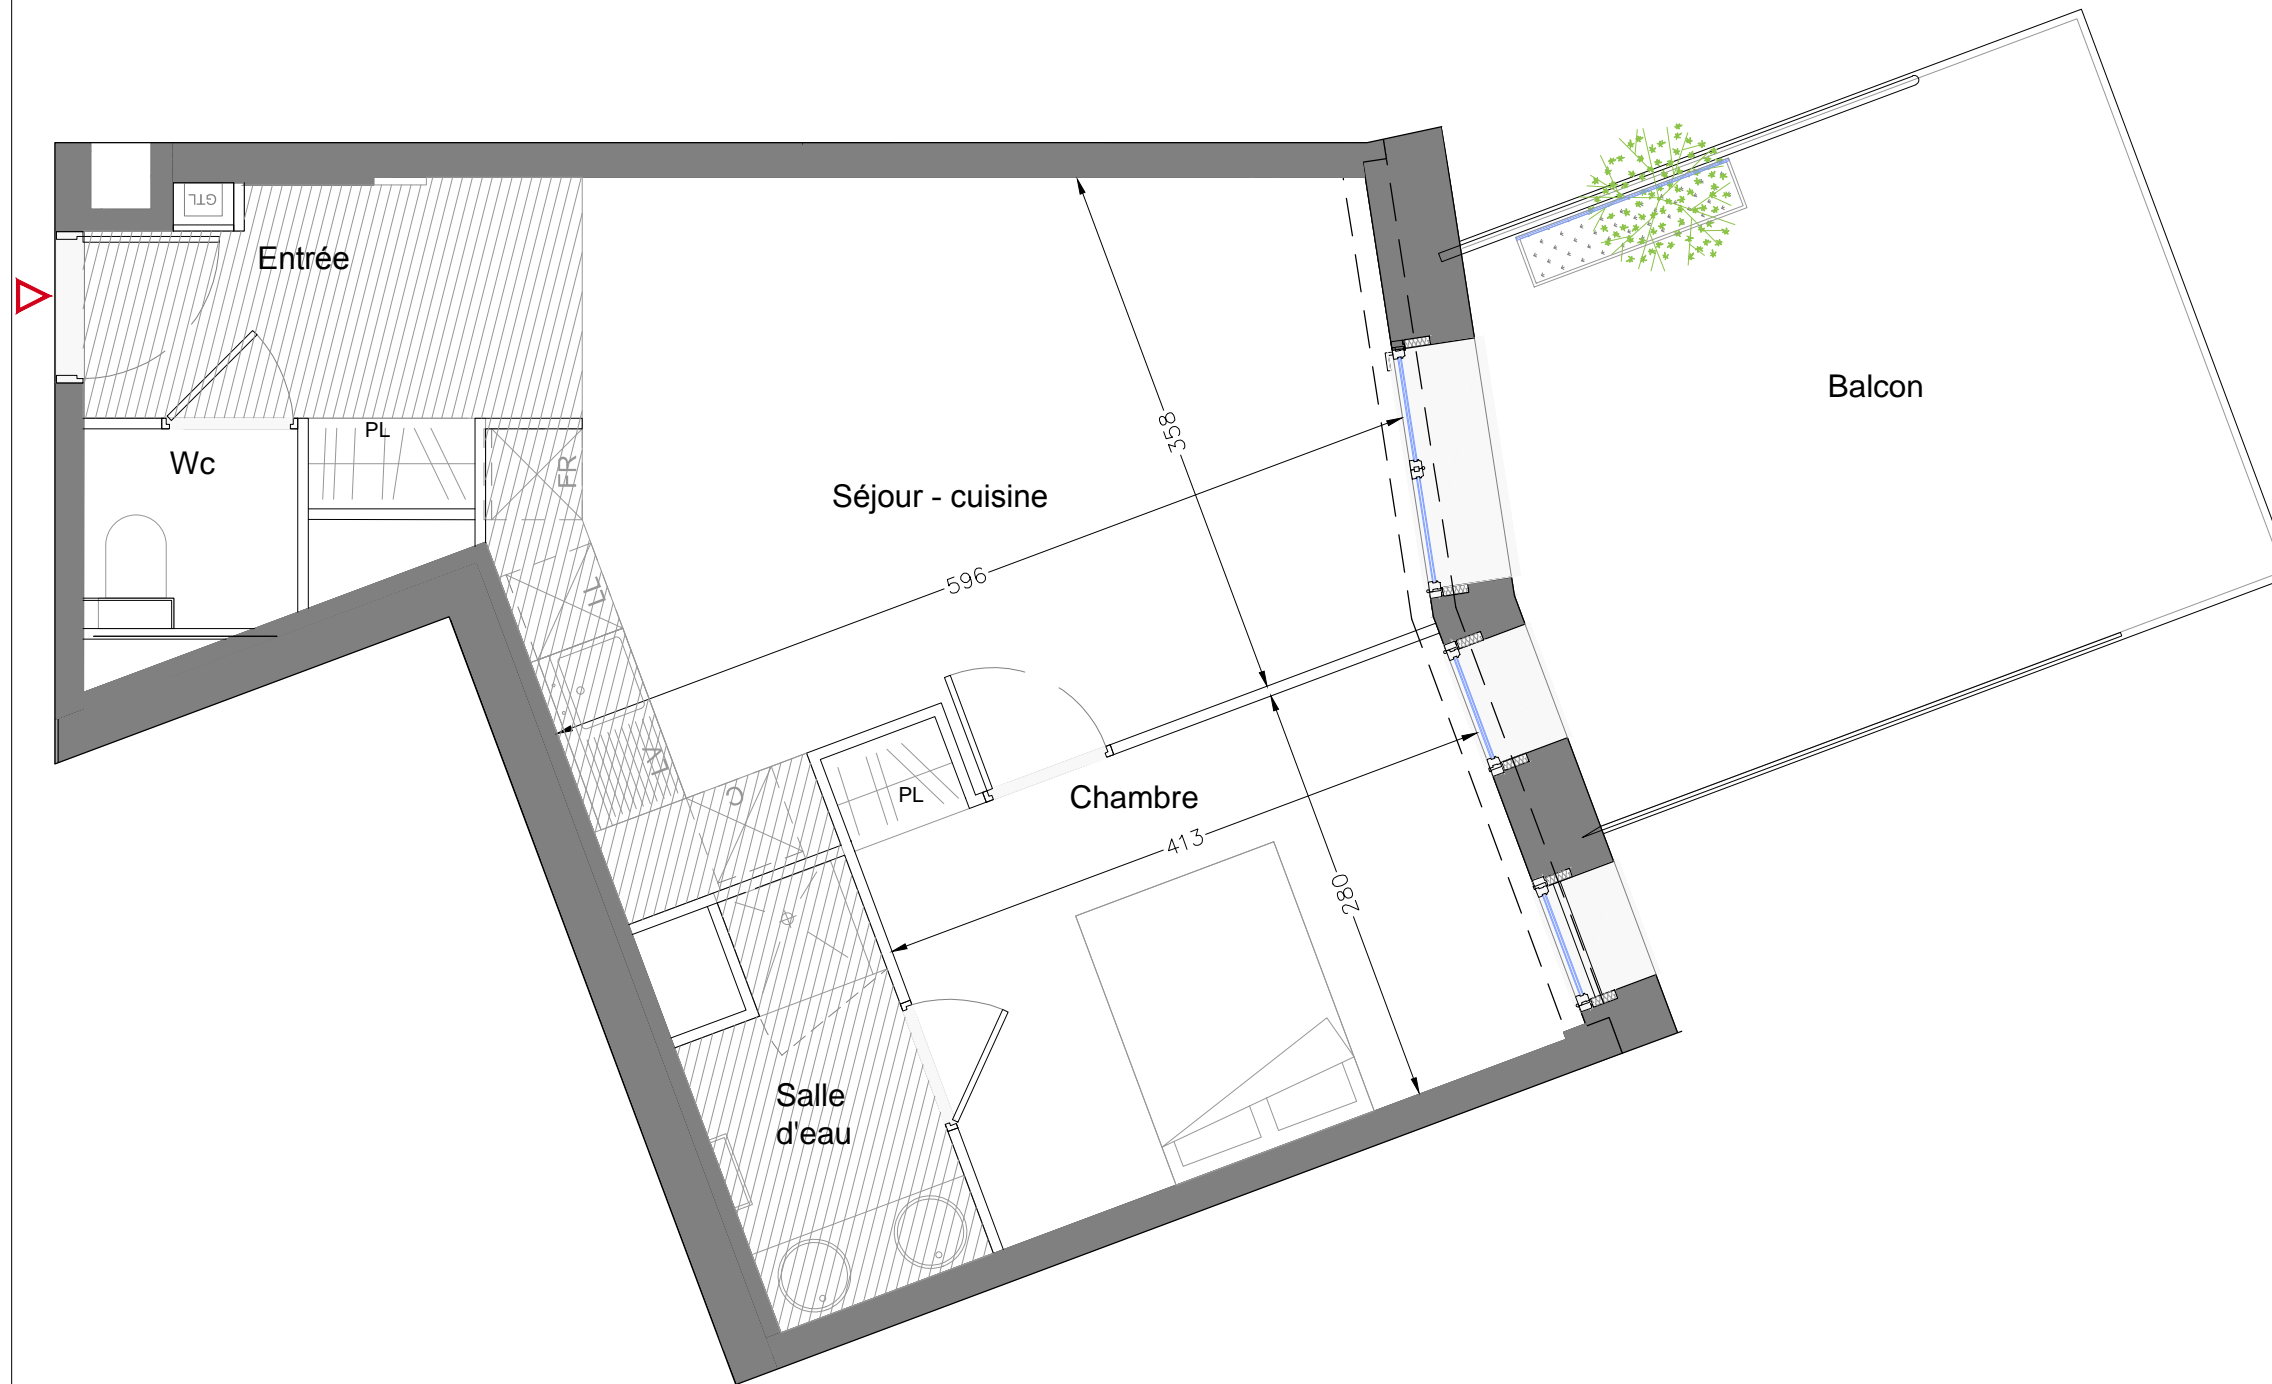 GTL
Entrée
PL
Wc
FR
358
Balcon
Séjour - cuisine
596
LL
LV
C
PL
Chambre
413
280
Salle
d'eau